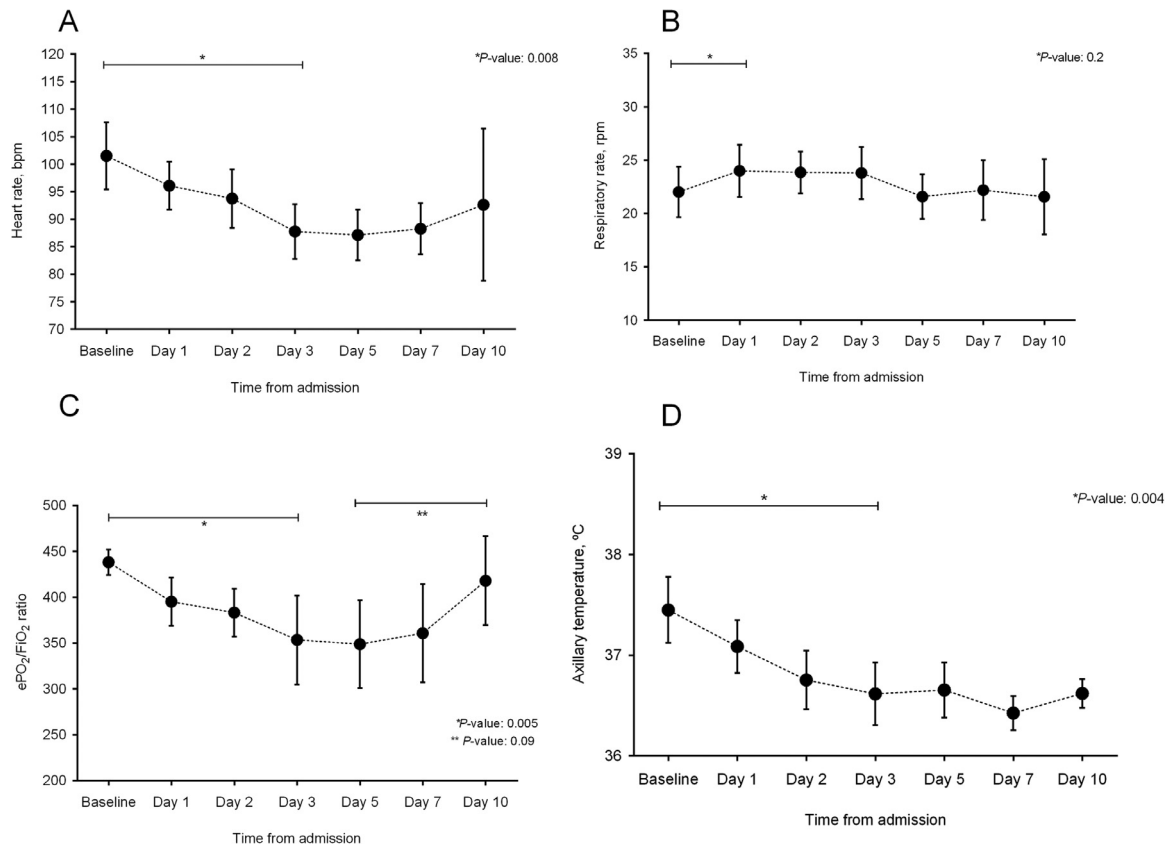 A
120
115
110
105
100
95
90
85
80
75
70
Heart rate, bpm
*
*P-value: 0.008
Baseline Day 1 Day 2 Day 3 Day 5 Day 7 Day 10
Time from admission
B
35
30
25
20
15
10
Respiratory rate, rpm
*
*P-value: 0.2
Baseline Day 1 Day 2 Day 3 Day 5 Day 7 Day 10
Time from admission
C
500
450
400
350
300
250
200
ePO₂/FiO₂ ratio
*
**
*P-value: 0.005
** P-value: 0.09
Baseline Day 1 Day 2 Day 3 Day 5 Day 7 Day 10
Time from admission
D
39
38
37
36
Axillary temperature, ºC
*
*P-value: 0.004
Baseline Day 1 Day 2 Day 3 Day 5 Day 7 Day 10
Time from admission